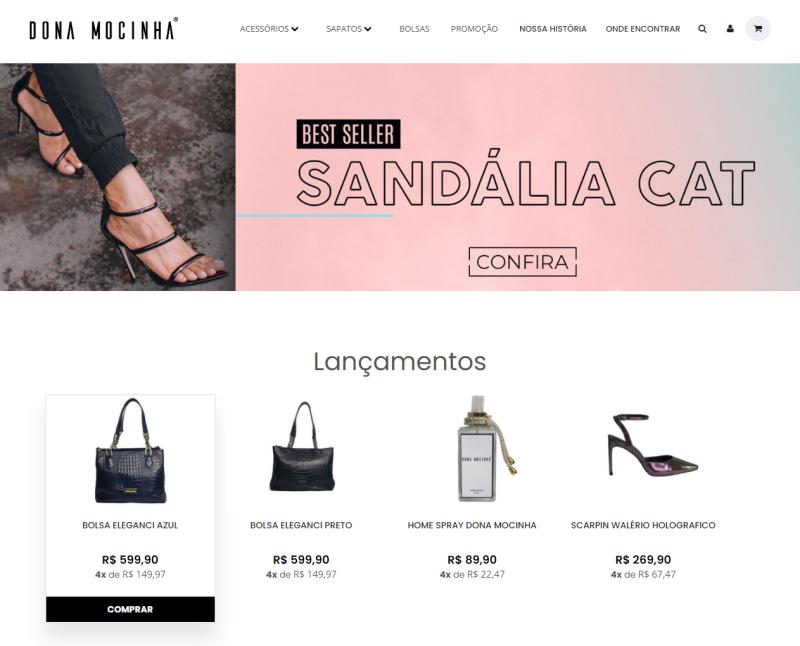 DONA MOCINHA®
ACESSÓRIOS
SAPATOS
BOLSAS
PROMOÇÃO
NOSSA HISTÓRIA
ONDE ENCONTRAR
BEST SELLER
SANDÁLIA CAT
CONFIRA
Lançamentos
DONA MOCINHA
BOLSA ELEGANCI AZUL
R$ 599,90
4x de R$ 149,97
COMPRAR
BOLSA ELEGANCI PRETO
R$ 599,90
4x de R$ 149,97
HOME SPRAY DONA MOCINHA
R$ 89,90
4x de R$ 22,47
SCARPIN WALÉRIO HOLOGRAFICO
R$ 269,90
4x de R$ 67,47